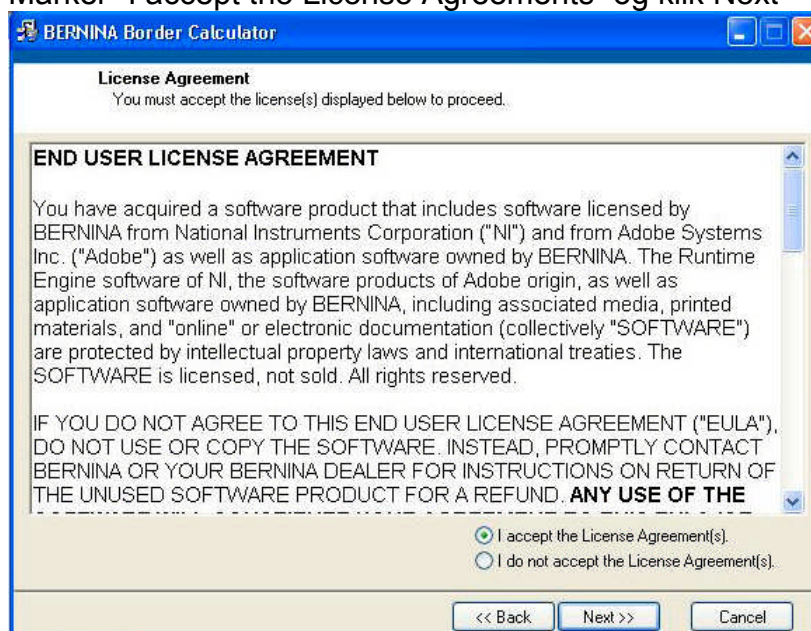 Marker "I accept the License Agreements" og klik Next
BERNINA Border Calculator
License Agreement
You must accept the license(s) displayed below to proceed.
END USER LICENSE AGREEMENT
You have acquired a software product that includes software licensed by
BERNINA from National Instruments Corporation ("NI") and from Adobe Systems
Inc. ("Adobe") as well as application software owned by BERNINA. The Runtime
Engine software of NI, the software products of Adobe origin, as well as
application software owned by BERNINA, including associated media, printed
materials, and "online" or electronic documentation (collectively "SOFTWARE")
are protected by intellectual property laws and international treaties. The
SOFTWARE is licensed, not sold. All rights reserved.
IF YOU DO NOT AGREE TO THIS END USER LICENSE AGREEMENT ("EULA"),
DO NOT USE OR COPY THE SOFTWARE. INSTEAD, PROMPTLY CONTACT
BERNINA OR YOUR BERNINA DEALER FOR INSTRUCTIONS ON RETURN OF
THE UNUSED SOFTWARE PRODUCT FOR A REFUND. ANY USE OF THE
I accept the License Agreement(s).
I do not accept the License Agreement(s).
<< Back Next >> Cancel